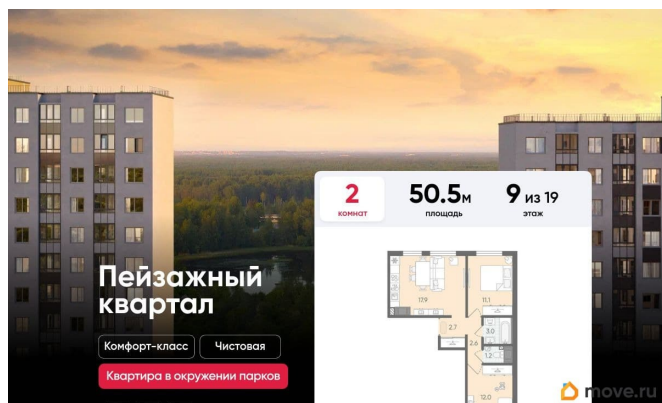 2
комнат
50.5м
площадь
9 из 19
этаж
Пейзажный
квартал
Комфорт-класс
Чистовая
Квартира в окружении парков
17.9
11.1
2.7
3.0
2.6
1.2
12.0
move.ru